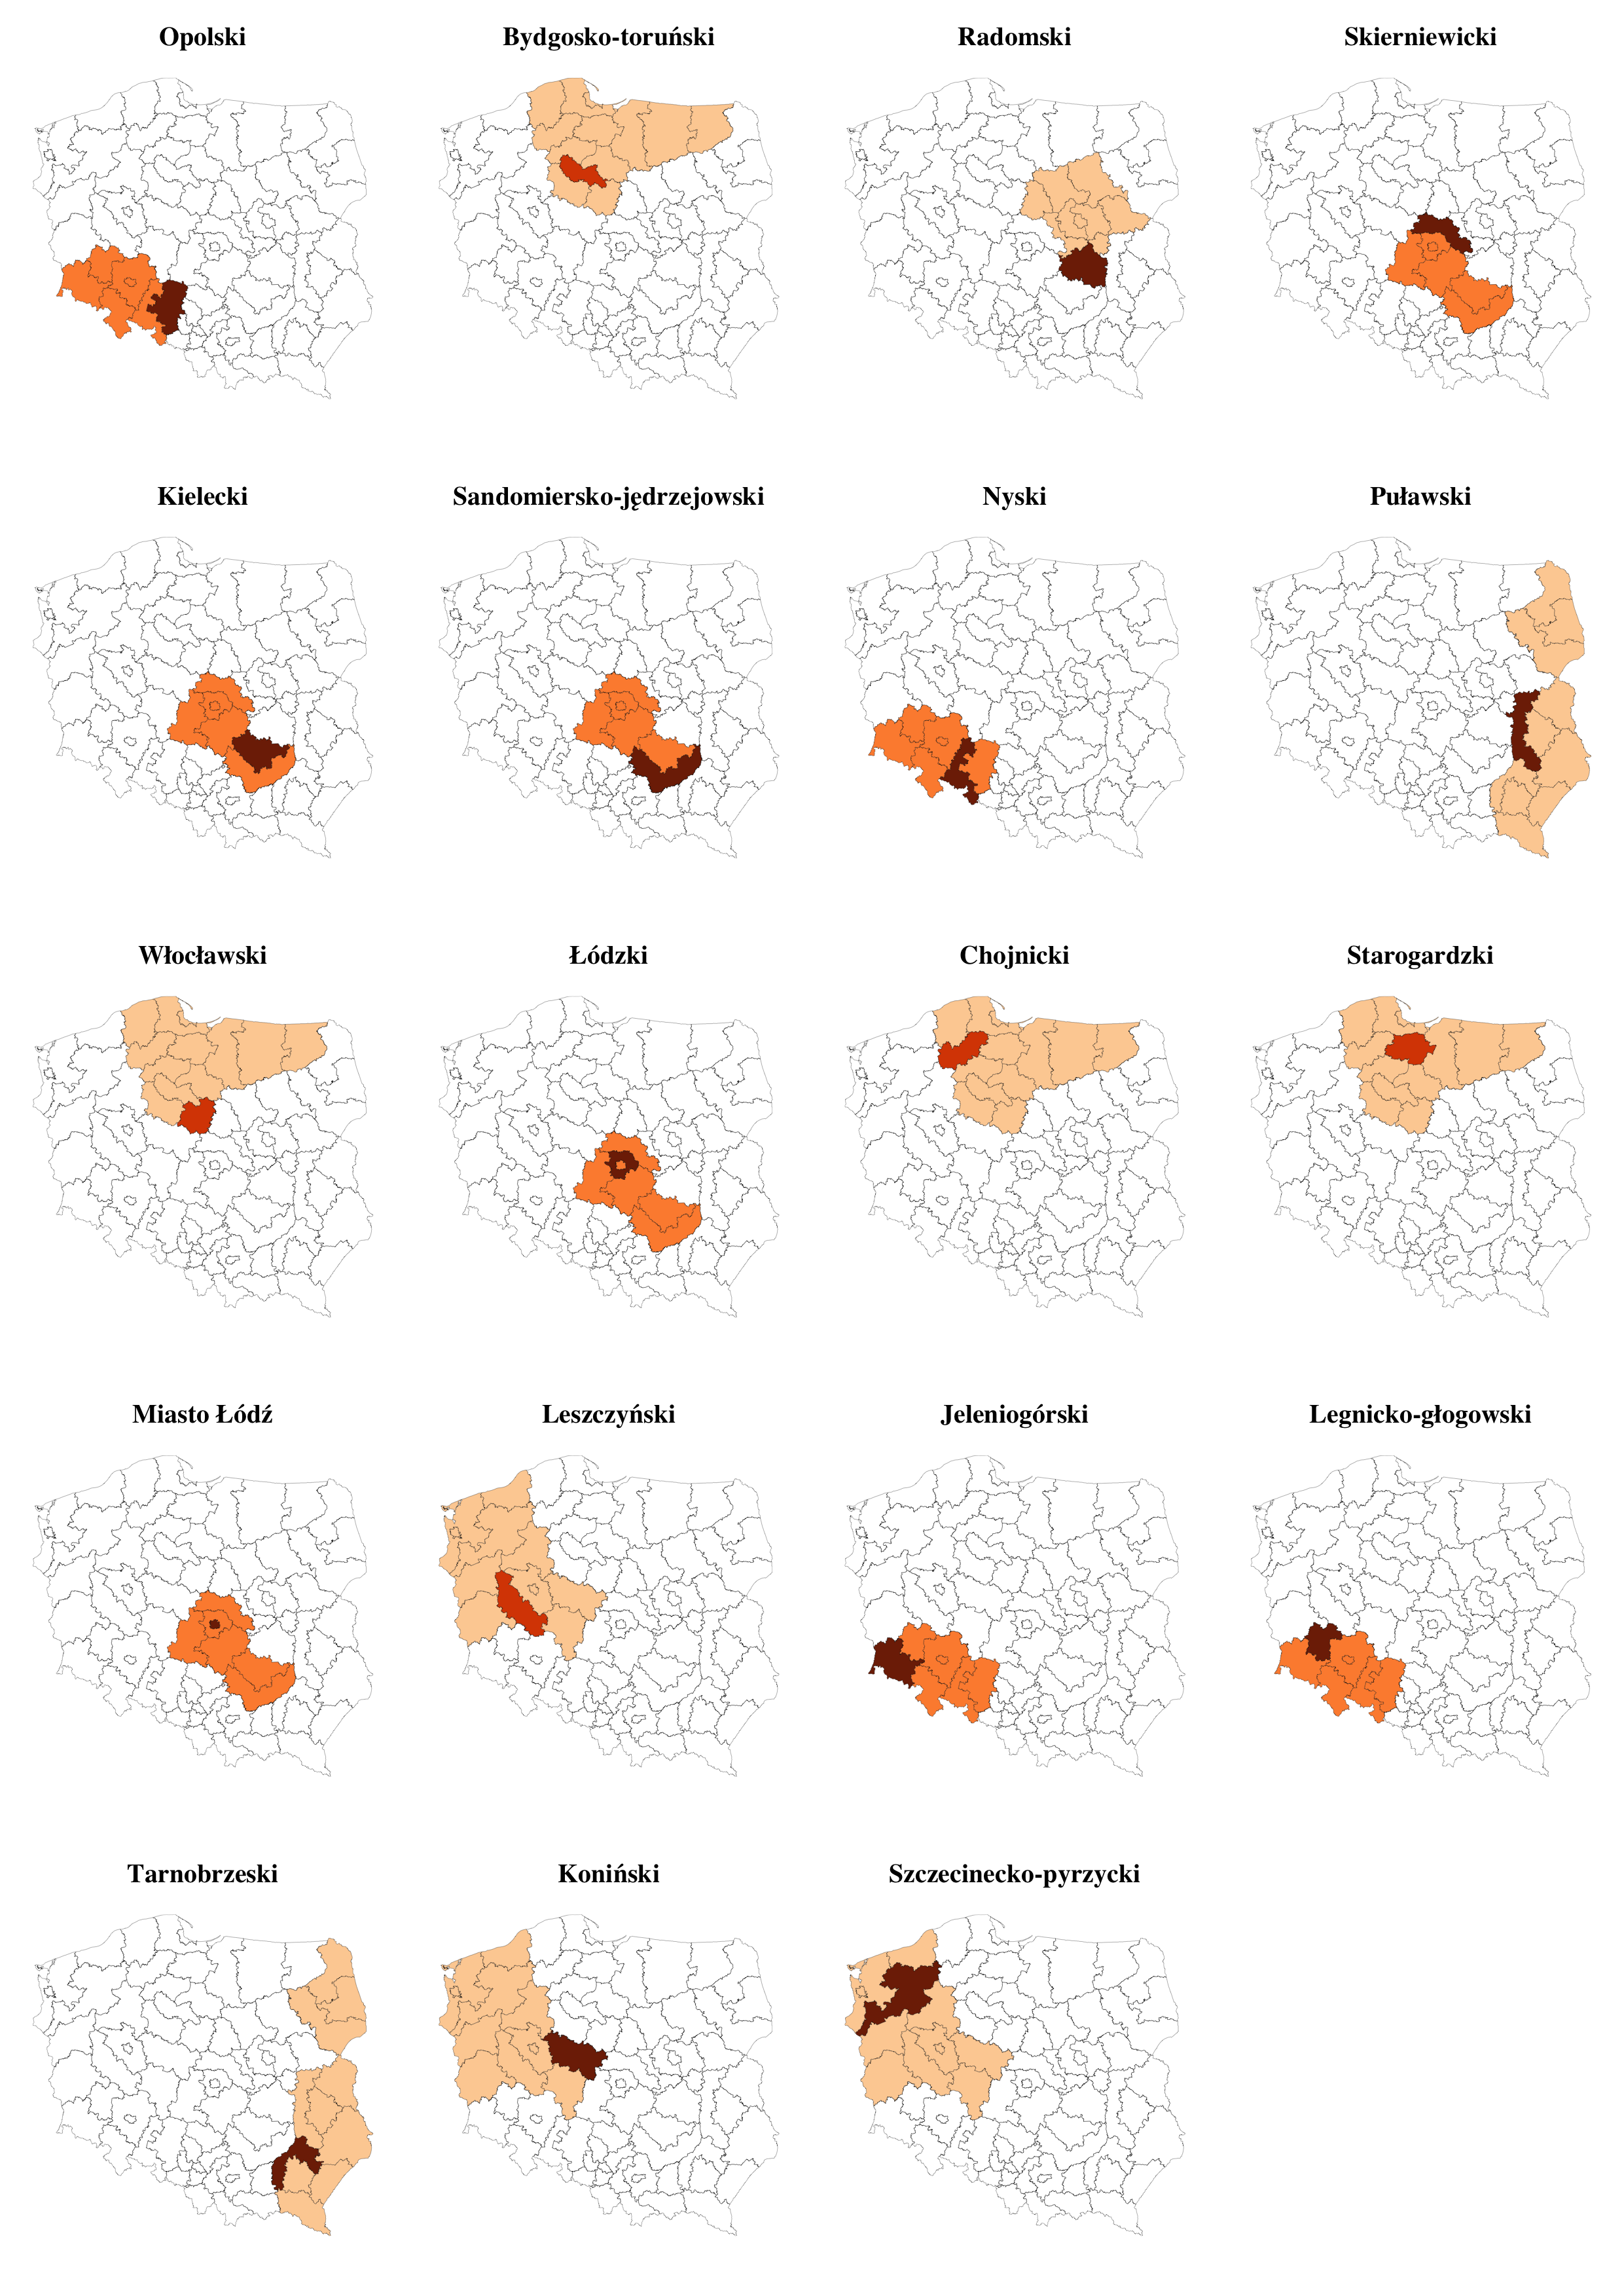 Opolski
Bydgosko-toruński
Radomski
Skierniewicki
Kielecki
Sandomiersko-jędrzejowski
Nyski
Puławski
Włocławski
Łódzki
Chojnicki
Starogardzki
Miasto Łódź
Leszczyński
Jeleniogórski
Legnicko-głogowski
Tarnobrzeski
Koniński
Szczecinecko-pyrzycki